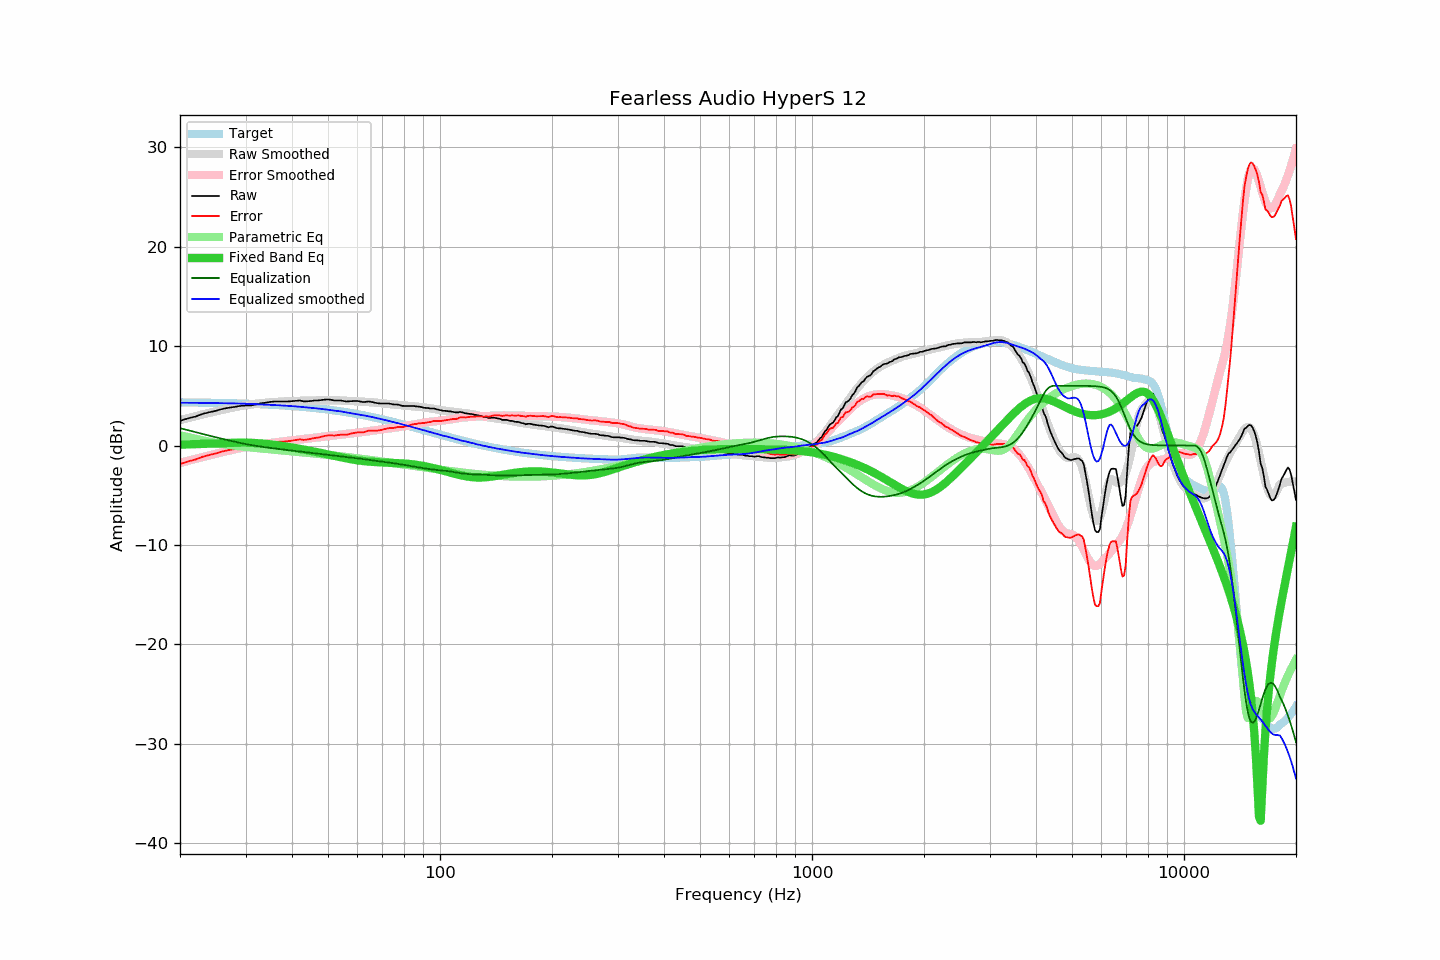 Fearless Audio HyperS 12
Target
Raw Smoothed
Error Smoothed
Raw
Error
Parametric Eq
Fixed Band Eq
Equalization
Equalized smoothed
30
20
10
0
−10
−20
−30
−40
Amplitude (dBr)
100
1000
10000
Frequency (Hz)